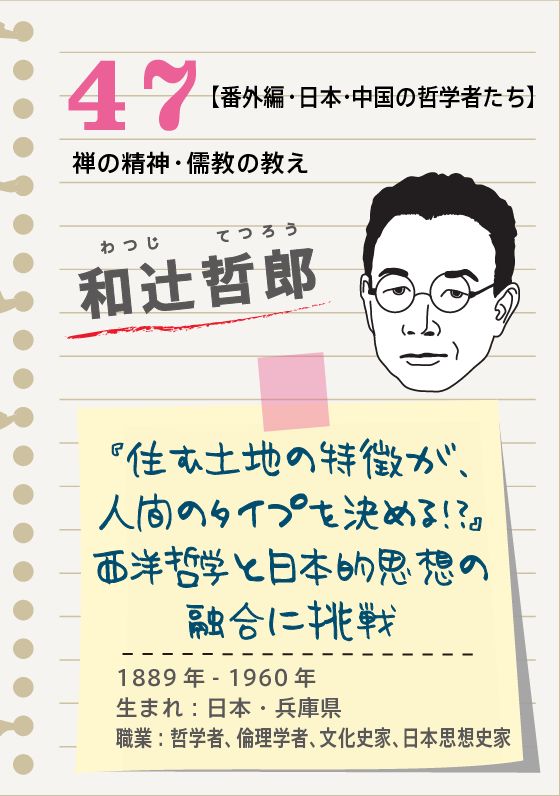 47【番外編・日本・中国の哲学者たち】
禅の精神・儒教の教え
わつじ てつろう
和辻哲郎
『住む土地の特徴が、
人間のタイプを決める!?』
西洋哲学と日本的思想の
融合に挑戦
1889年-1960年
生まれ：日本・兵庫県
職業：哲学者、倫理学者、文化史家、日本思想史家